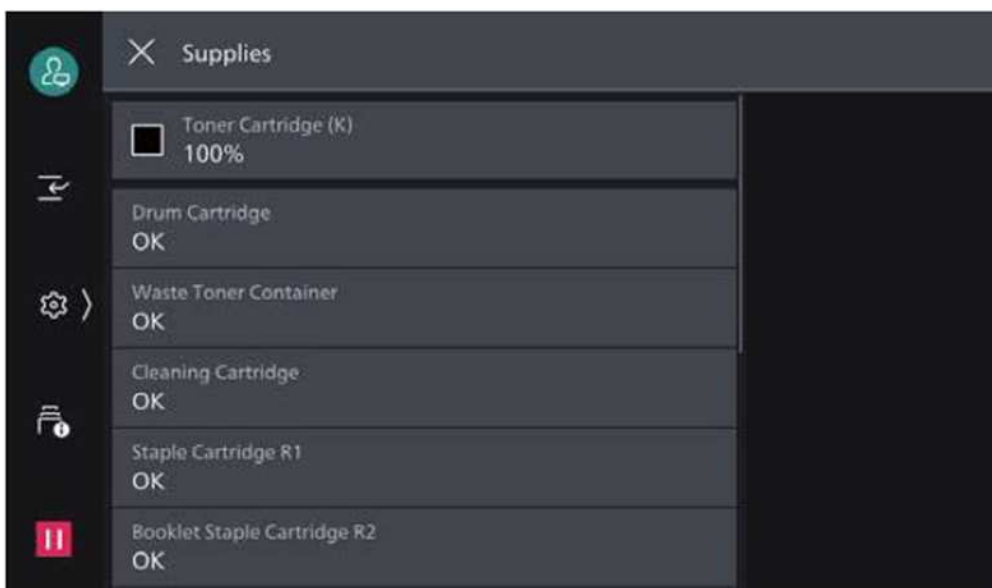 Supplies
Toner Cartridge (K)
100%
Drum Cartridge
OK
Waste Toner Container
OK
Cleaning Cartridge
OK
Staple Cartridge R1
OK
Booklet Staple Cartridge R2
OK